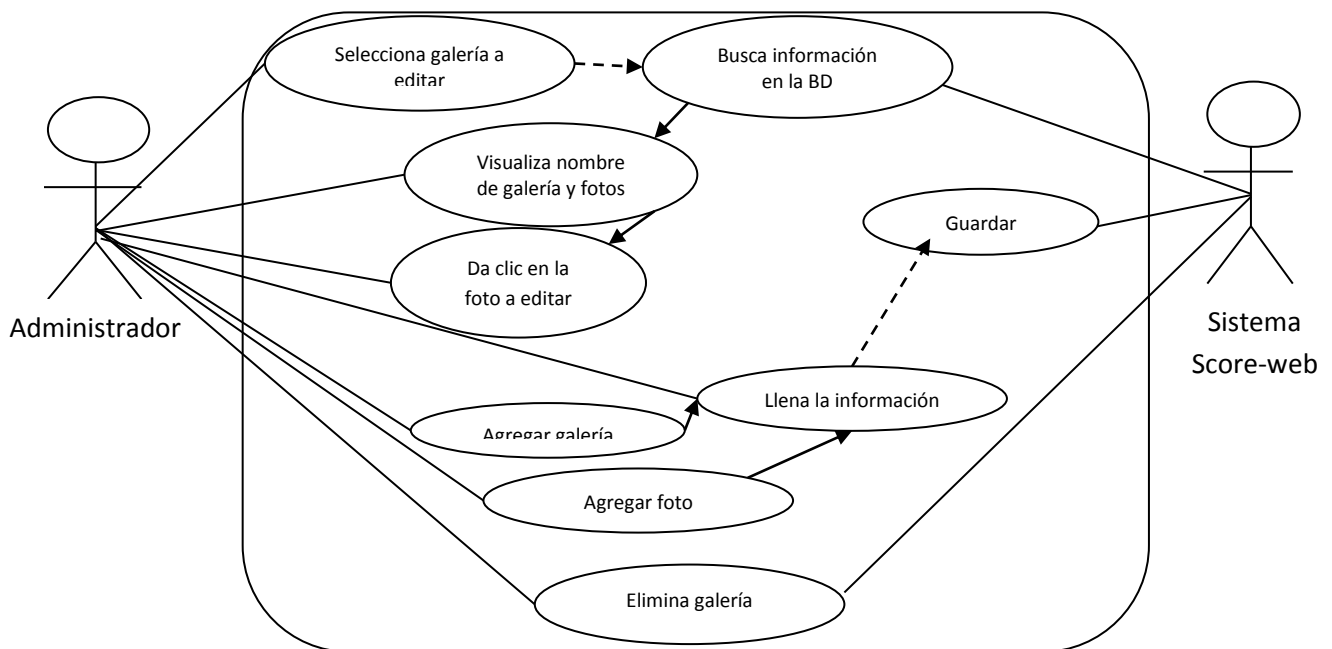 Selecciona galería a
editar
Busca información
en la BD
Visualiza nombre
de galería y fotos
Guardar
Da clic en la
foto a editar
Administrador
Sistema
Score-web
Llena la información
Agregar galería
Agregar foto
Elimina galería